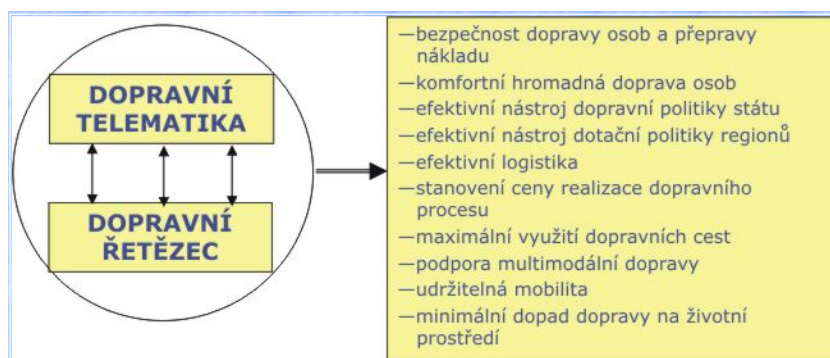 DOPRAVNÍ
TELEMATIKA
DOPRAVNÍ
ŘETĚZEC
—bezpečnost dopravy osob a přepravy
nákladu
—komfortní hromadná doprava osob
—efektivní nástroj dopravní politiky státu
—efektivní nástroj dotační politiky regionů
—efektivní logistika
—stanovení ceny realizace dopravního
procesu
—maximální využití dopravních cest
—podpora multimodální dopravy
—udržitelná mobilita
—minimální dopad dopravy na životní
prostředí